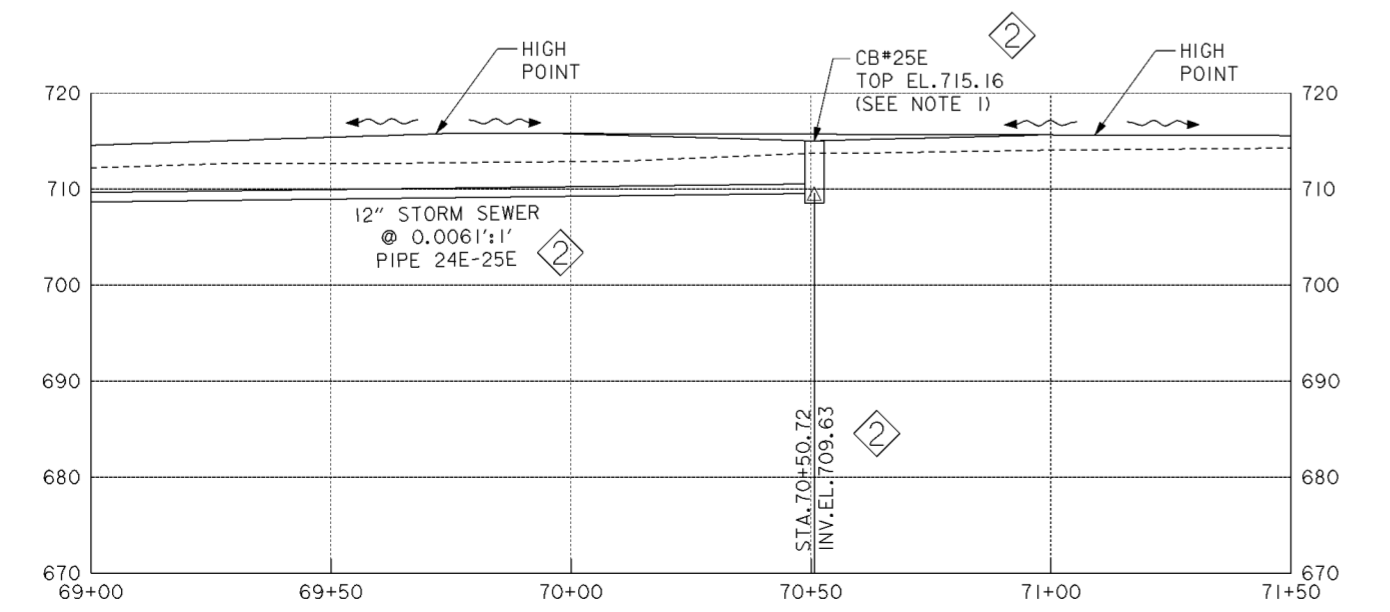 2
HIGH
POINT
CB#25E
TOP EL.715.16
(SEE NOTE 1)
HIGH
POINT
720
720
710
710
12" STORM SEWER
@ 0.0061':1'
PIPE 24E-25E
2
700
700
690
690
STA.70+50.72
INV.EL.709.63
2
680
680
670
670
69+00
69+50
70+00
70+50
71+00
71+50